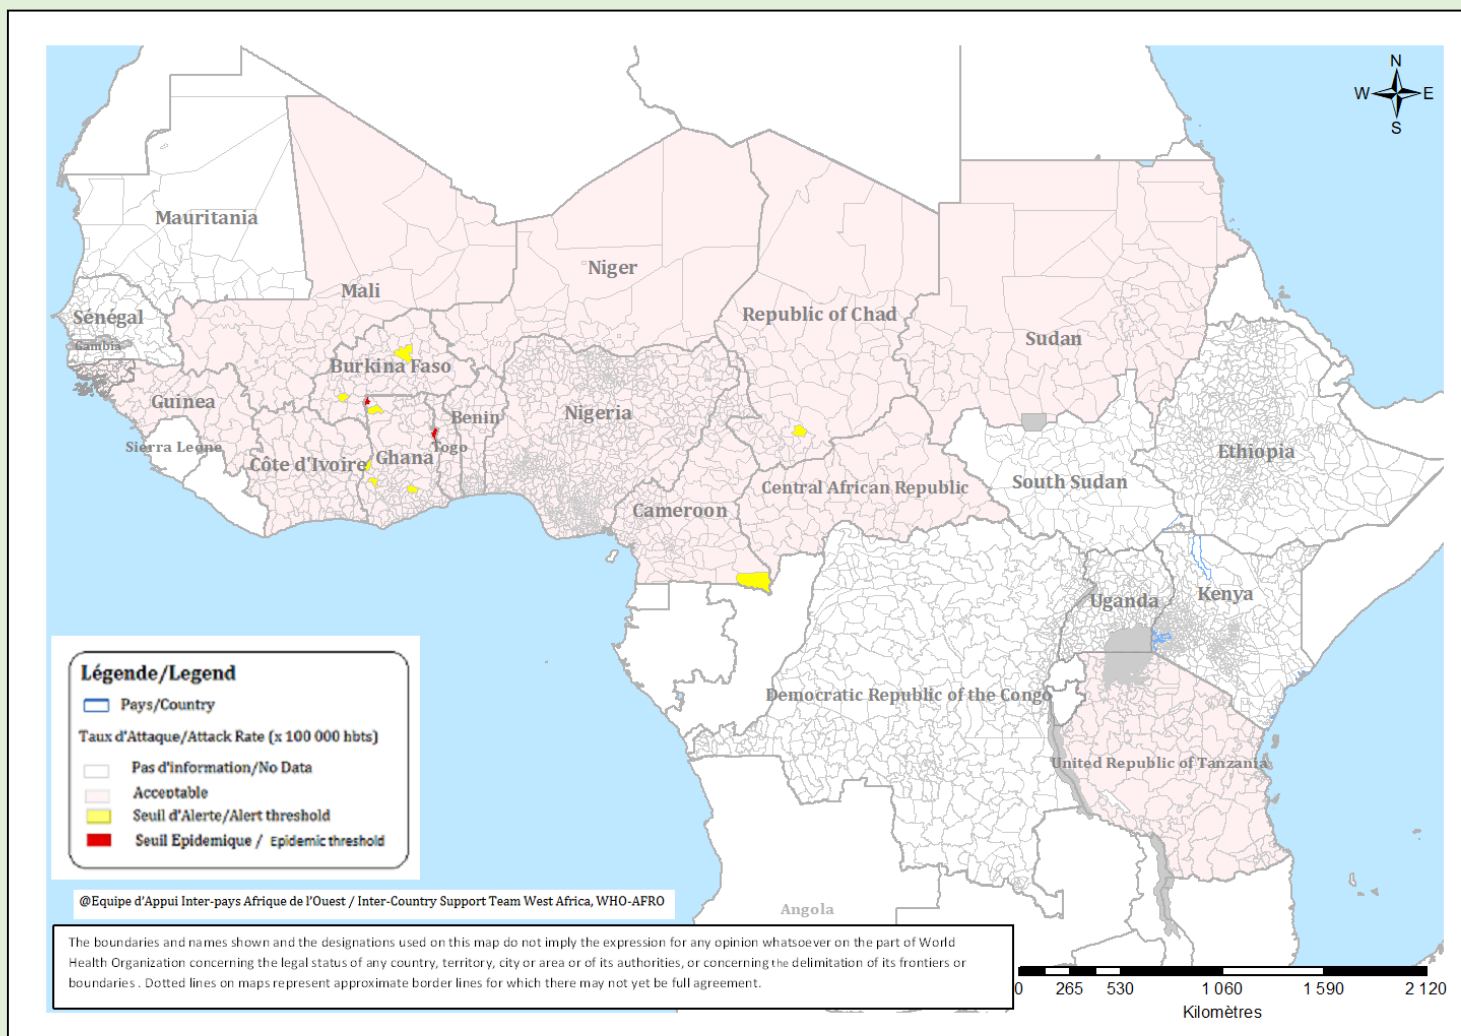 N
W
E
S
Mauritania
Niger
Mali
Sénégal
Gambia
Republic of Chad
Sudan
Burkina Faso
Guinea
Benin
Nigeria
Sierra Leone
Togo
Côte d'Ivoire
Ghana
Ethiopia
Central African Republic
South Sudan
Cameroon
Uganda
Kenya
Democratic Republic of the Congo
United Republic of Tanzania
Angola
Légende/Legend
Pays/Country
Taux d'Attaque/Attack Rate (x 100 000 hbts)
Pas d'information/No Data
Acceptable
Seuil d'Alerte/Alert threshold
Seuil Epidemique / Epidemic threshold
@Equipe d'Appui Inter-pays Afrique de l'Ouest / Inter-Country Support Team West Africa, WHO-AFRO
The boundaries and names shown and the designations used on this map do not imply the expression for any opinion whatsoever on the part of World
Health Organization concerning the legal status of any country, territory, city or area or of its authorities, or concerning the delimitation of its frontiers or
boundaries . Dotted lines on maps represent approximate border lines for which there may not yet be full agreement.
0 265 530 1 060 1 590 2 120
Kilomètres